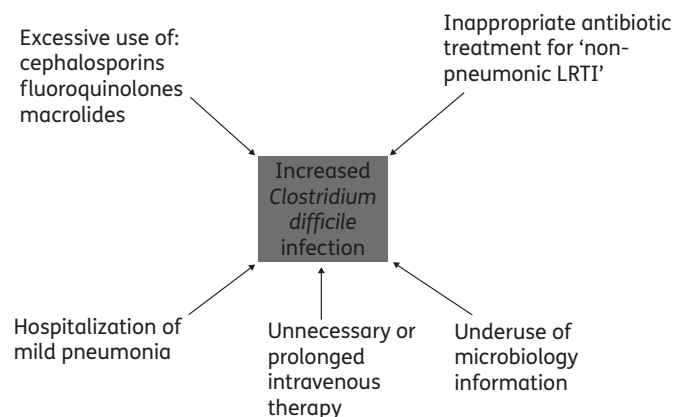 Excessive use of:
cephalosporins
fluoroquinolones
macrolides
Inappropriate antibiotic
treatment for ‘non-
pneumonic LRTI’
Increased
Clostridium
difficile
infection
Hospitalization of
mild pneumonia
Unnecessary or
prolonged
intravenous
therapy
Underuse of
microbiology
information